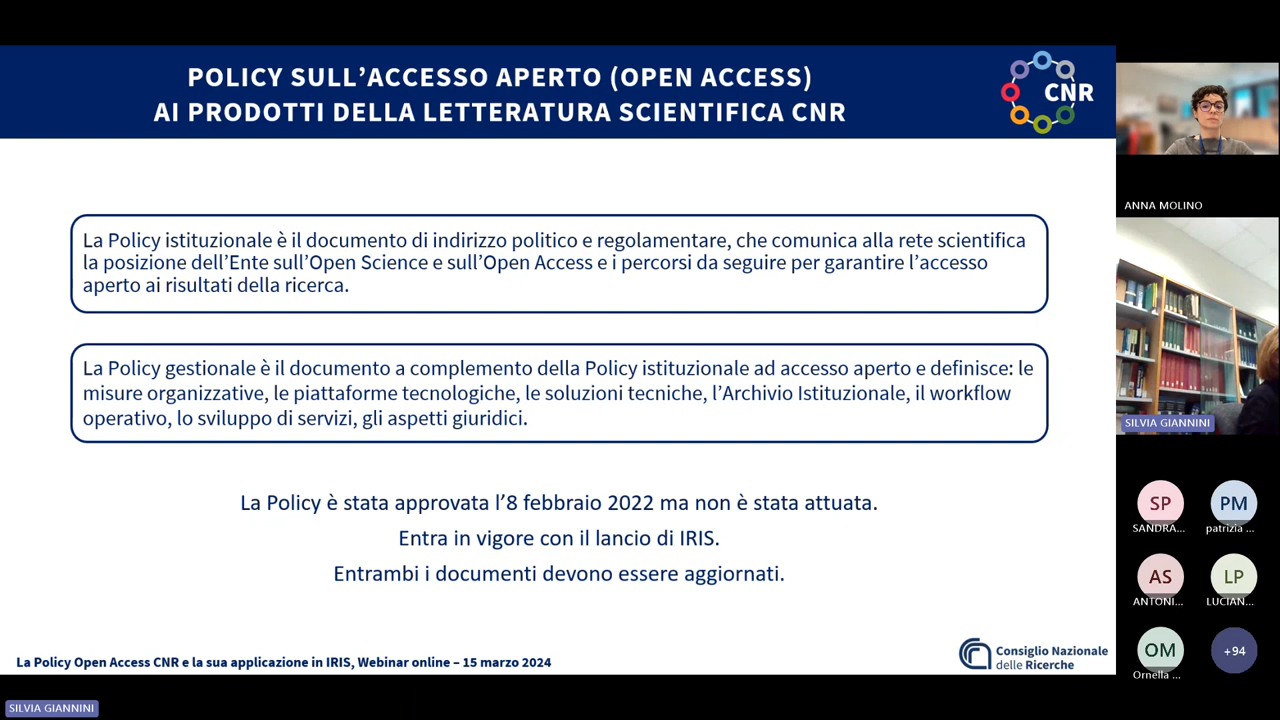 POLICY SULL’ACCESSO APERTO (OPEN ACCESS)
AI PRODOTTI DELLA LETTERATURA SCIENTIFICA CNR
CNR
La Policy istituzionale è il documento di indirizzo politico e regolamentare, che comunica alla rete scientifica
la posizione dell’Ente sull’Open Science e sull’Open Access e i percorsi da seguire per garantire l’accesso
aperto ai risultati della ricerca.
La Policy gestionale è il documento a complemento della Policy istituzionale ad accesso aperto e definisce: le
misure organizzative, le piattaforme tecnologiche, le soluzioni tecniche, l’Archivio Istituzionale, il workflow
operativo, lo sviluppo di servizi, gli aspetti giuridici.
La Policy è stata approvata l’8 febbraio 2022 ma non è stata attuata.
Entra in vigore con il lancio di IRIS.
Entrambi i documenti devono essere aggiornati.
La Policy Open Access CNR e la sua applicazione in IRIS, Webinar online – 15 marzo 2024
Consiglio Nazionale
delle Ricerche
SILVIA GIANNINI
ANNA MOLINO
SILVIA GIANNINI
SP
SANDRA...
PM
patrizia ...
AS
ANTONI...
LP
LUCIAN...
OM
Ornella ...
+94